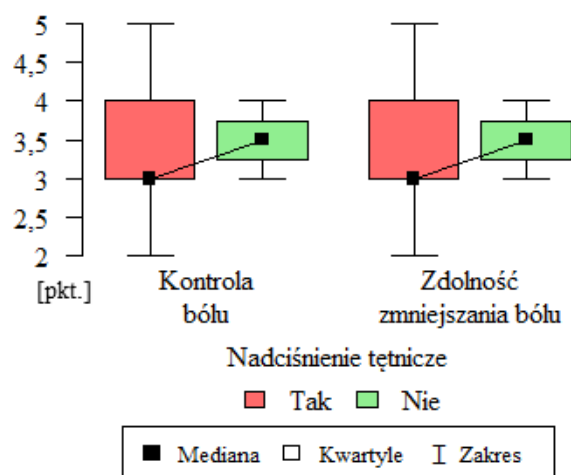 5
4,5
4
3,5
3
2,5
2
[pkt.]
Kontrola
bólu
Zdolność
zmniejszania bólu
Nadciśnienie tętnicze
Tak Nie
Mediana Kwartyle Zakres